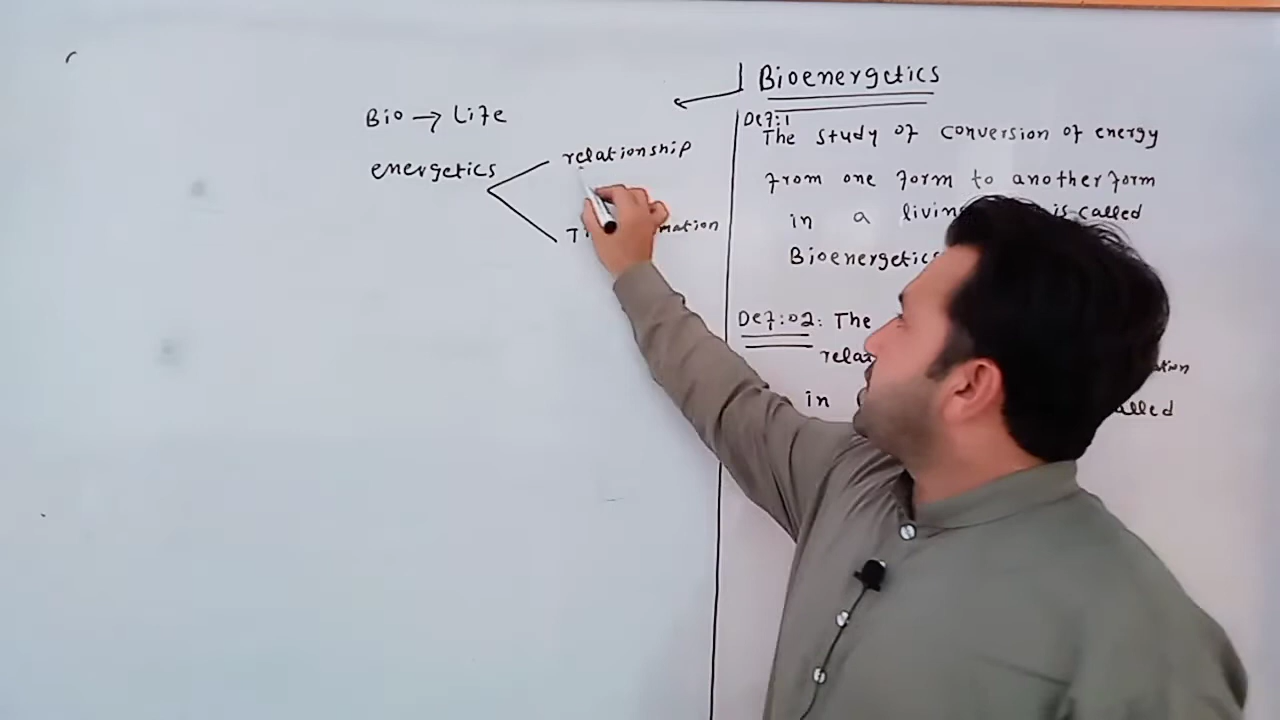 Bioenergetics
Bio → Life
energetics
relationship
Def:1
The study of conversion of energy
from one form to another form
in a is called
Bioenergetics
Def:02: The
in called